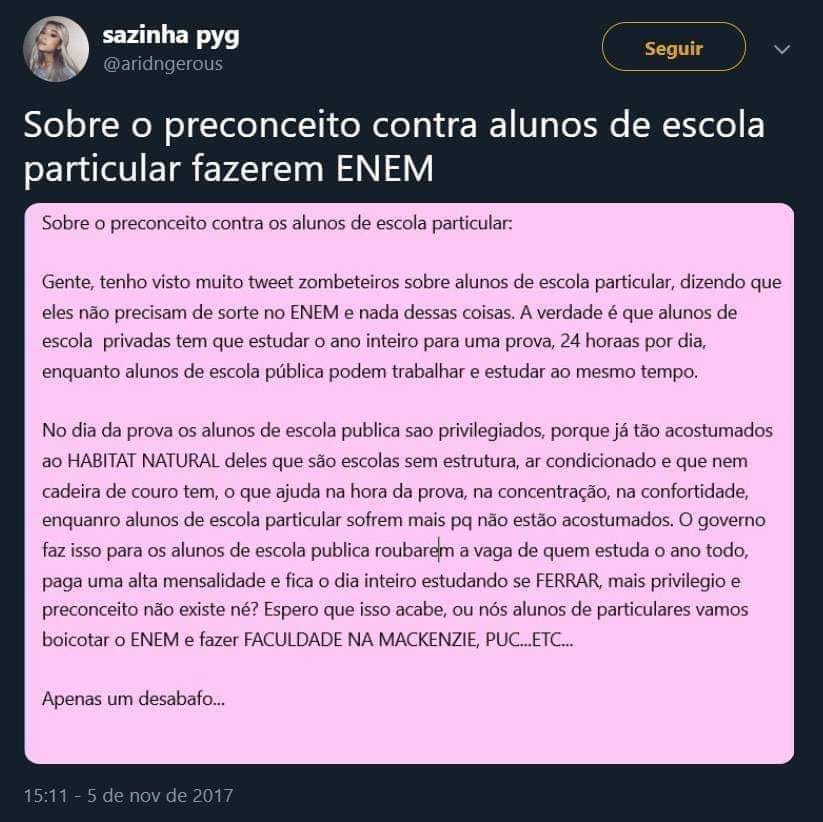 sazinha pyg
@aridngerous
Seguir
Sobre o preconceito contra alunos de escola
particular fazerem ENEM
Sobre o preconceito contra os alunos de escola particular:
Gente, tenho visto muito tweet zombeteiros sobre alunos de escola particular, dizendo que
eles não precisam de sorte no ENEM e nada dessas coisas. A verdade é que alunos de
escola  privadas tem que estudar o ano inteiro para uma prova, 24 horaas por dia,
enquanto alunos de escola pública podem trabalhar e estudar ao mesmo tempo.
No dia da prova os alunos de escola publica sao privilegiados, porque já tão acostumados
ao HABITAT NATURAL deles que são escolas sem estrutura, ar condicionado e que nem
cadeira de couro tem, o que ajuda na hora da prova, na concentração, na confortidade,
enquanro alunos de escola particular sofrem mais pq não estão acostumados. O governo
faz isso para os alunos de escola publica roubarem a vaga de quem estuda o ano todo,
paga uma alta mensalidade e fica o dia inteiro estudando se FERRAR, mais privilegio e
preconceito não existe né? Espero que isso acabe, ou nós alunos de particulares vamos
boicotar o ENEM e fazer FACULDADE NA MACKENZIE, PUC...ETC...
Apenas um desabafo...
15:11 - 5 de nov de 2017